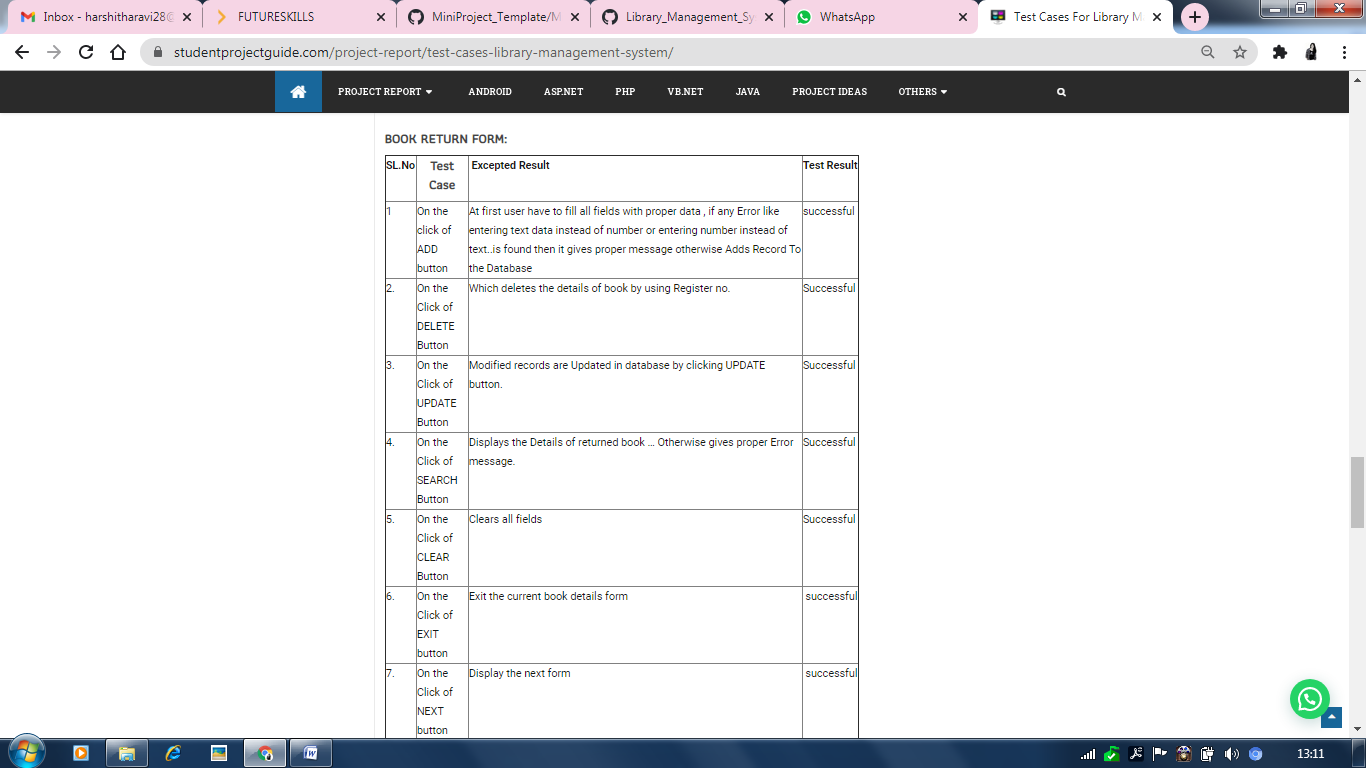 Inbox - harshitharavi28@
FUTURESKILLS
MiniProject_Template/M
Library_Management_Sy
WhatsApp
Test Cases For Library M
studentprojectguide.com/project-report/test-cases-library-management-system/
PROJECT REPORT
ANDROID
ASP.NET
PHP
VB.NET
JAVA
PROJECT IDEAS
OTHERS
BOOK RETURN FORM:
SL.No
Test
Case
Excepted Result
Test Result
1
On the
click of
ADD
button
At first user have to fill all fields with proper data , if any Error like
entering text data instead of number or entering number instead of
text..is found then it gives proper message otherwise Adds Record To
the Database
successful
2.
On the
Click of
DELETE
Button
Which deletes the details of book by using Register no.
Successful
3.
On the
Click of
UPDATE
Button
Modified records are Updated in database by clicking UPDATE
button.
Successful
4.
On the
Click of
SEARCH
Button
Displays the Details of returned book ... Otherwise gives proper Error
message.
Successful
5.
On the
Click of
CLEAR
Button
Clears all fields
Successful
6.
On the
Click of
EXIT
button
Exit the current book details form
successful
7.
On the
Click of
NEXT
button
Display the next form
successful
13:11